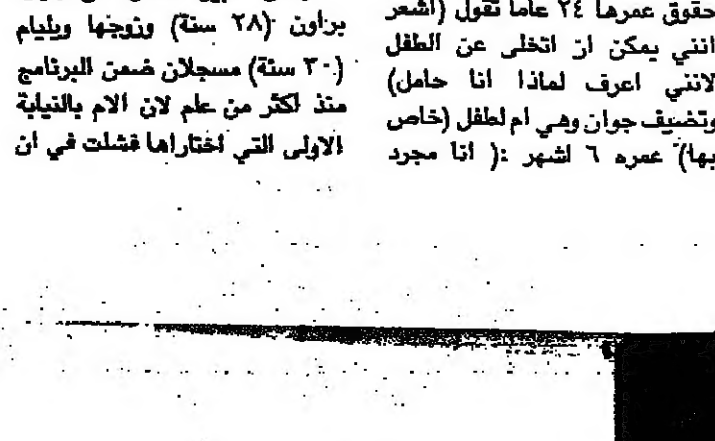 حقوق عمرها ٢٤ عاما تقول (اشعر
انني يمكن ان اتخلى عن الطفل
لانني اعرف لماذا انا حامل)
وتضيف جوان وهي ام لطفل (خاص
بها) عمره ٦ اشهر :( انا مجرد
براون (٢٨ سنة) وزوجها ويليام
(٣٠ سنة) مسجلان ضمن البرنامج
منذ اكثر من علم لان الام بالنيابة
الاولى التي اختاراها فشلت في ان